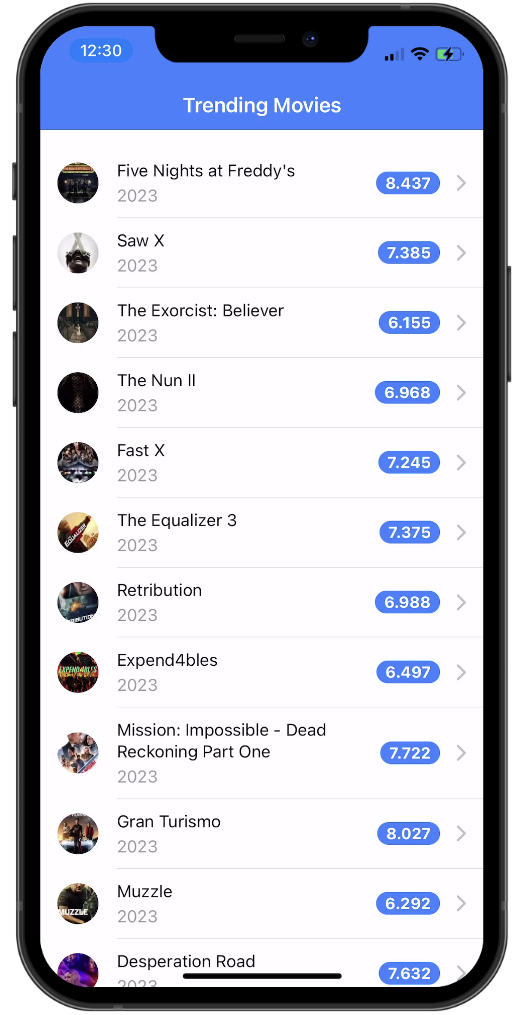 12:30
Trending Movies
Five Nights at Freddy's
2023
8.437
Saw X
2023
7.385
The Exorcist: Believer
2023
6.155
The Nun II
2023
6.968
Fast X
2023
7.245
The Equalizer 3
2023
7.375
Retribution
2023
6.988
EXPEND4BLES
Expend4bles
2023
6.497
Mission: Impossible - Dead
Reckoning Part One
2023
7.722
Gran Turismo
2023
8.027
MUZZLE
Muzzle
2023
6.292
Desperation Road
2023
7.632